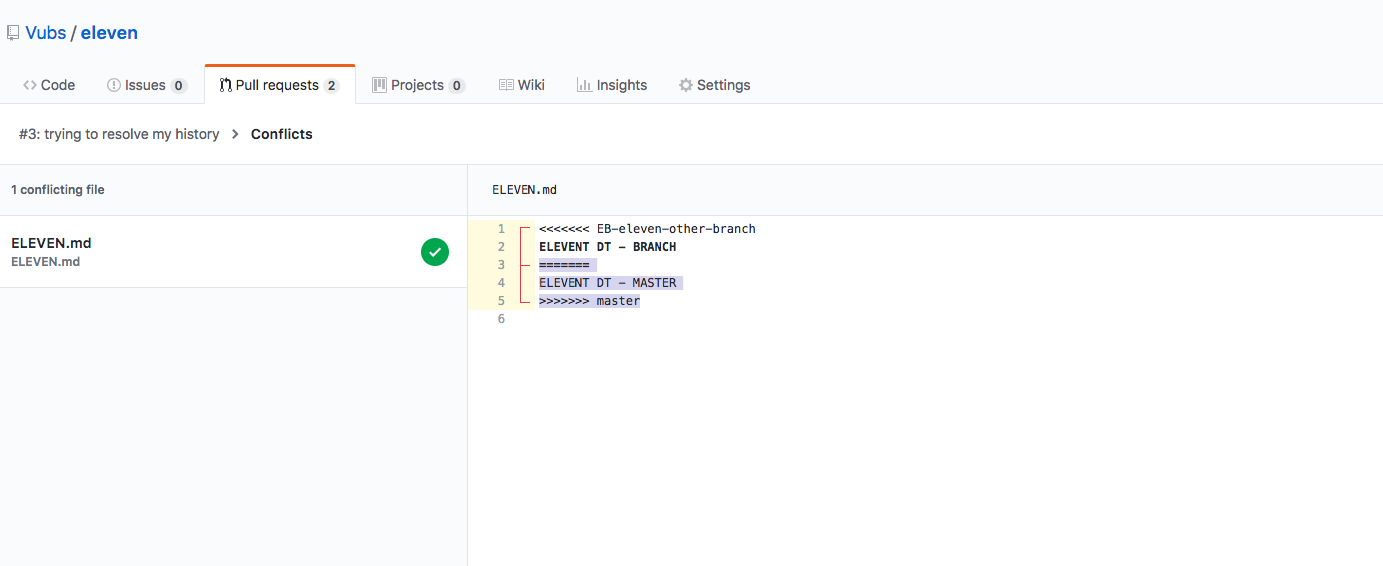 Vubs / eleven
Code Issues 0 Pull requests 2 Projects 0 Wiki Insights Settings
#3: trying to resolve my history > Conflicts
1 conflicting file
ELEVEN.md
ELEVEN.md
ELEVEN.md
1 <<<<<<< EB-eleven-other-branch
2 ELEVENT DT - BRANCH
3 =======
4 ELEVENT DT - MASTER
5 >>>>>>> master
6